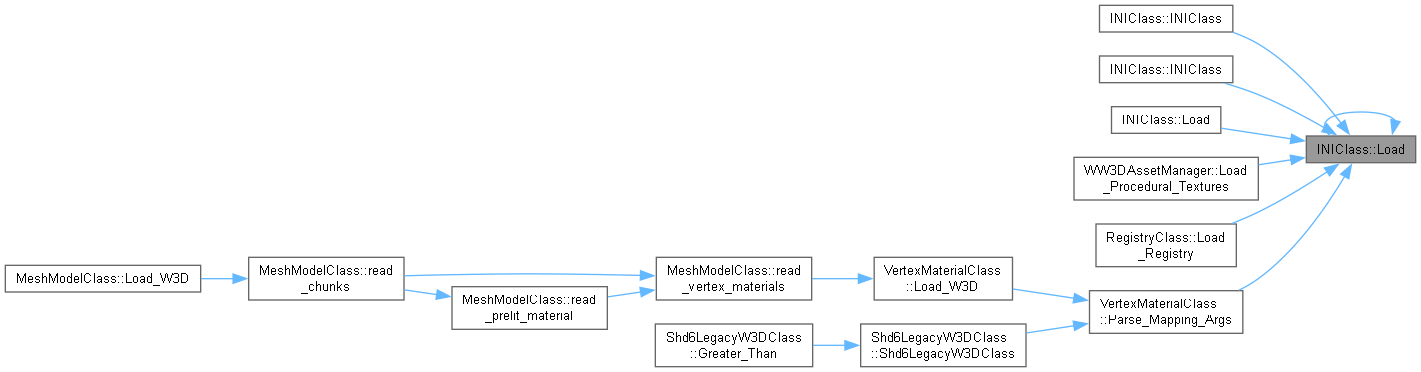 INIClass::INIClass
INIClass::INIClass
INIClass::Load
INIClass::Load
WW3DAssetManager::Load
_Procedural_Textures
RegistryClass::Load
_Registry
MeshModelClass::Load_W3D
MeshModelClass::read
_chunks
MeshModelClass::read
_prelit_material
MeshModelClass::read
_vertex_materials
VertexMaterialClass
::Load_W3D
VertexMaterialClass
::Parse_Mapping_Args
Shd6LegacyW3DClass
::Greater_Than
Shd6LegacyW3DClass
::Shd6LegacyW3DClass